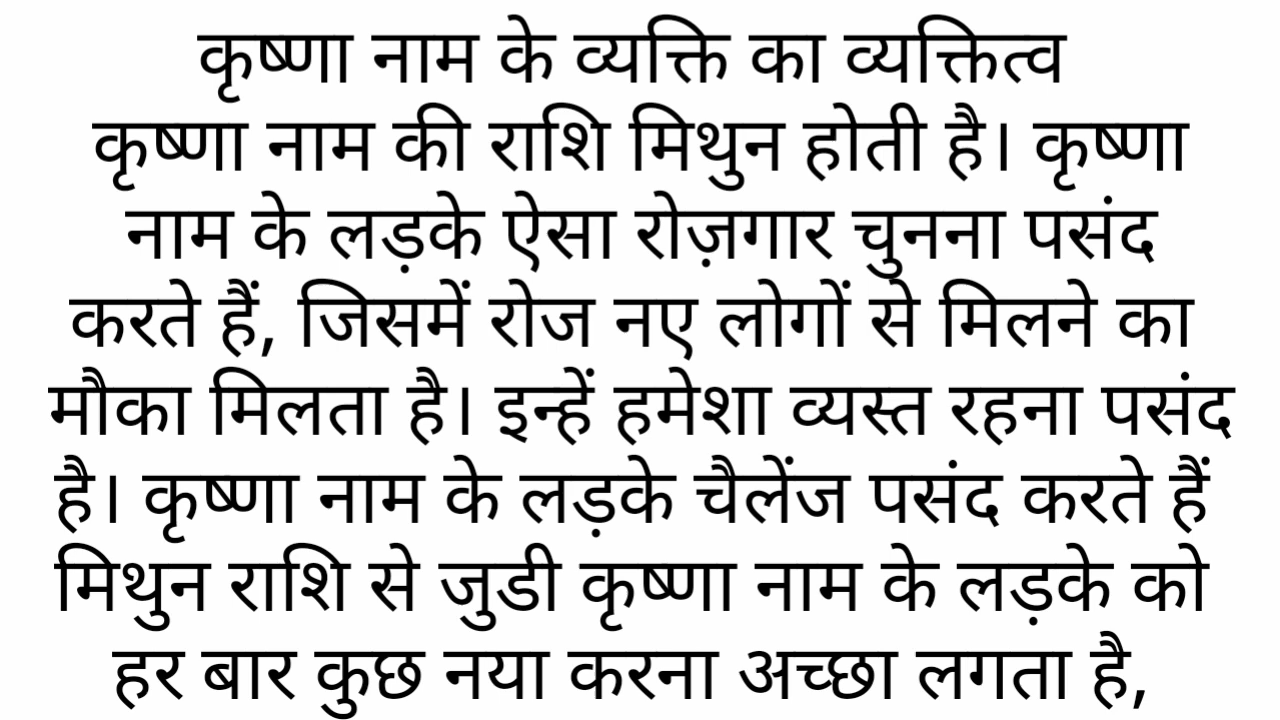 कृष्णा नाम के व्यक्ति का व्यक्तित्व
कृष्णा नाम की राशि मिथुन होती है। कृष्णा
नाम के लड़के ऐसा रोज़गार चुनना पसंद
करते हैं, जिसमें रोज नए लोगों से मिलने का
मौका मिलता है। इन्हें हमेशा व्यस्त रहना पसंद
है। कृष्णा नाम के लड़के चैलेंज पसंद करते हैं
मिथुन राशि से जुडी कृष्णा नाम के लड़के को
हर बार कुछ नया करना अच्छा लगता है,